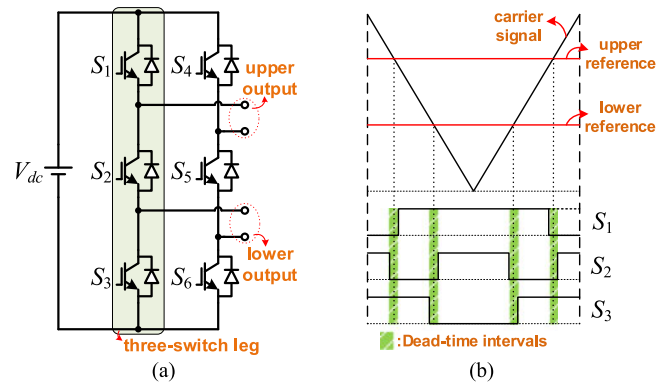 S1
S4
upper
output
Vdc
S2
S5
S3
S6
lower
output
three-switch leg
(a)
carrier
signal
upper
reference
lower
reference
S1
S2
S3
:Dead-time intervals
(b)